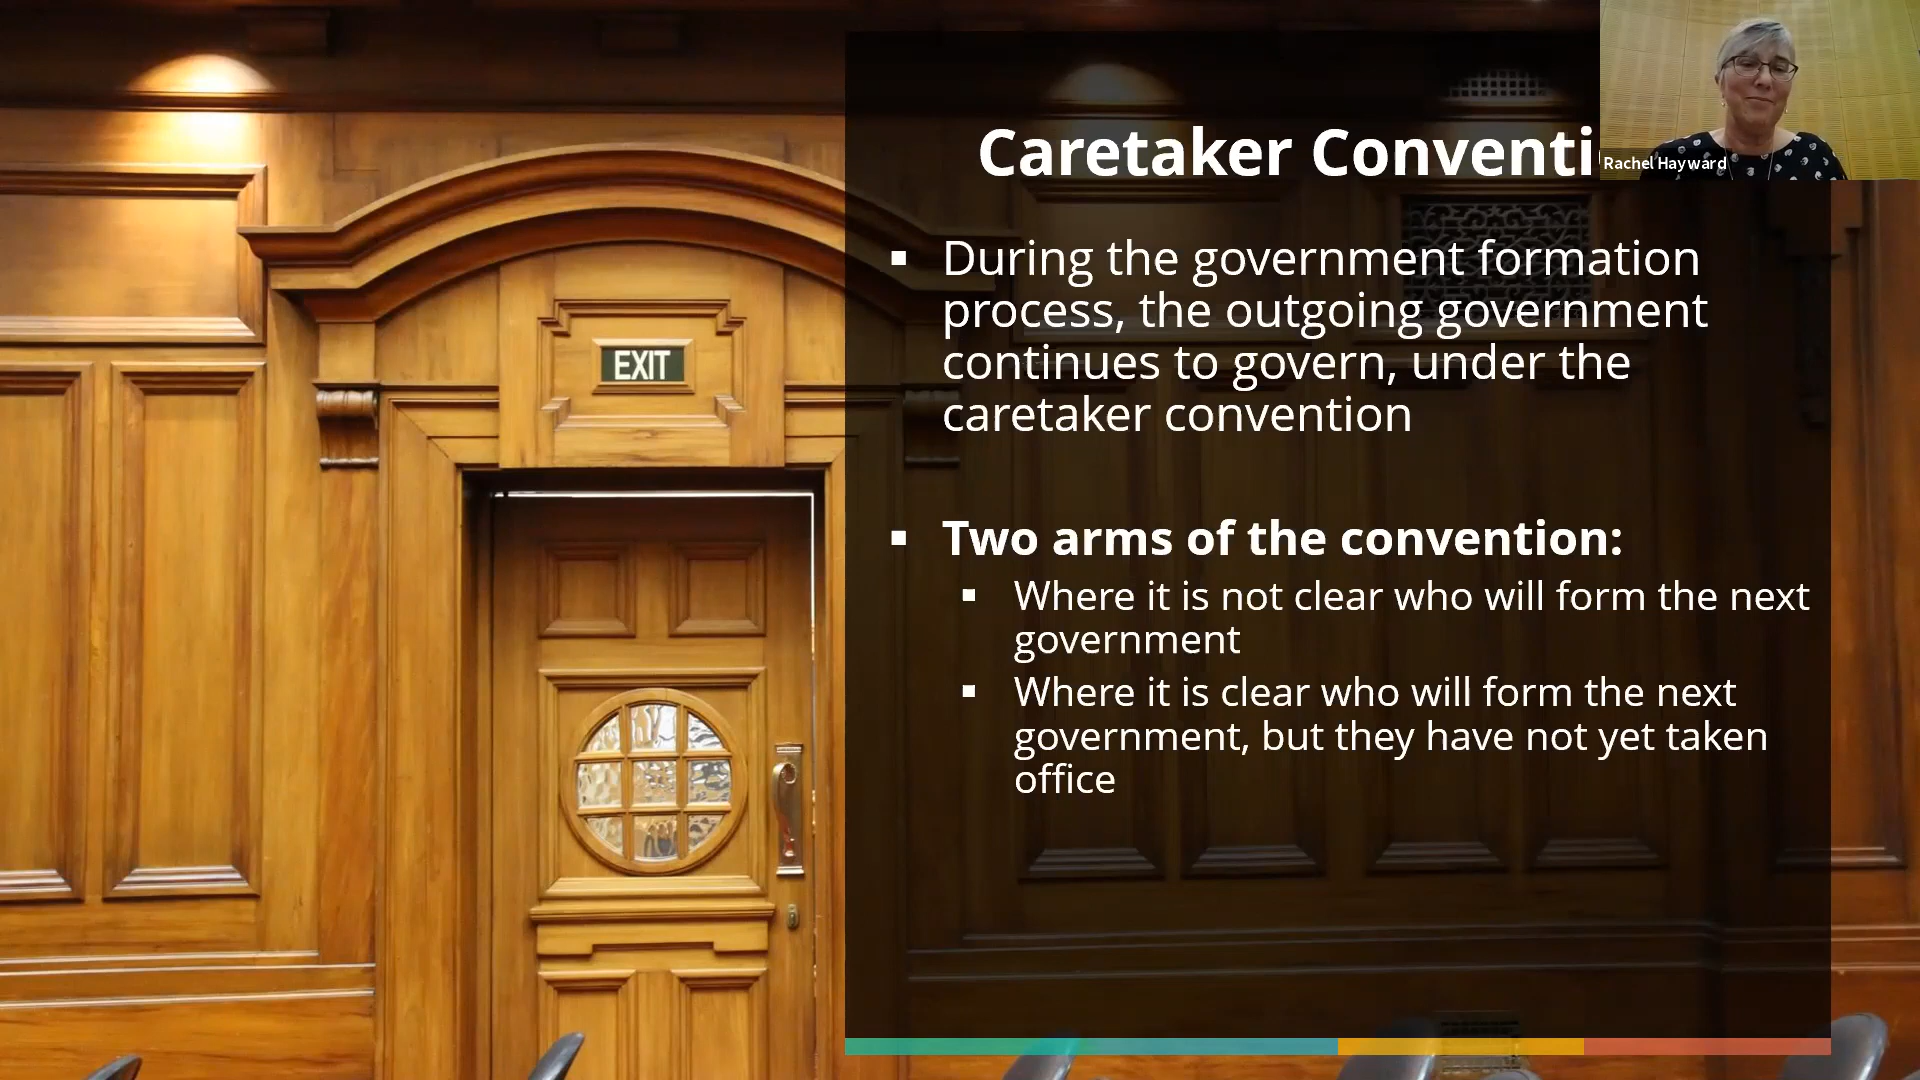 Caretaker Conventi
Rachel Hayward
During the government formation
process, the outgoing government
continues to govern, under the
caretaker convention
EXIT
Two arms of the convention:
Where it is not clear who will form the next
government
Where it is clear who will form the next
government, but they have not yet taken
office